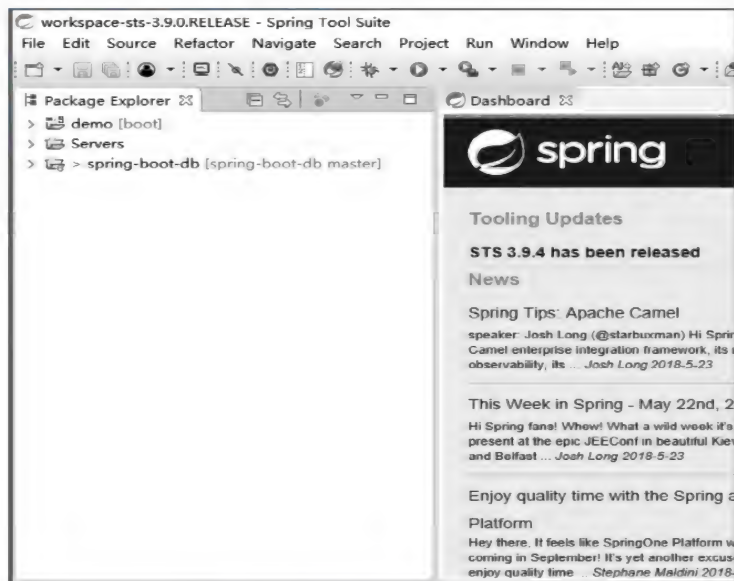 workspace-sts-3.9.0.RELEASE - Spring Tool Suite
File Edit Source Refactor Navigate Search Project Run Window Help
Package Explorer
demo [boot]
Servers
> spring-boot-db [spring-boot-db master]
Dashboard
spring
Tooling Updates
STS 3.9.4 has been released
News
Spring Tips: Apache Camel
speaker: Josh Long (@starbuxman) Hi Sprin
Camel enterprise integration framework, its
observability, its ... Josh Long 2018-5-23
This Week in Spring - May 22nd, 2
Hi Spring fans! Whew! What a wild week it's
present at the epic JEEConf in beautiful Kiev
and Belfast ... Josh Long 2018-5-23
Enjoy quality time with the Spring a
Platform
Hey there, It feels like SpringOne Platform w
coming in September! It's yet another excus
enjoy quality time ... Stephane Maldini 2018-